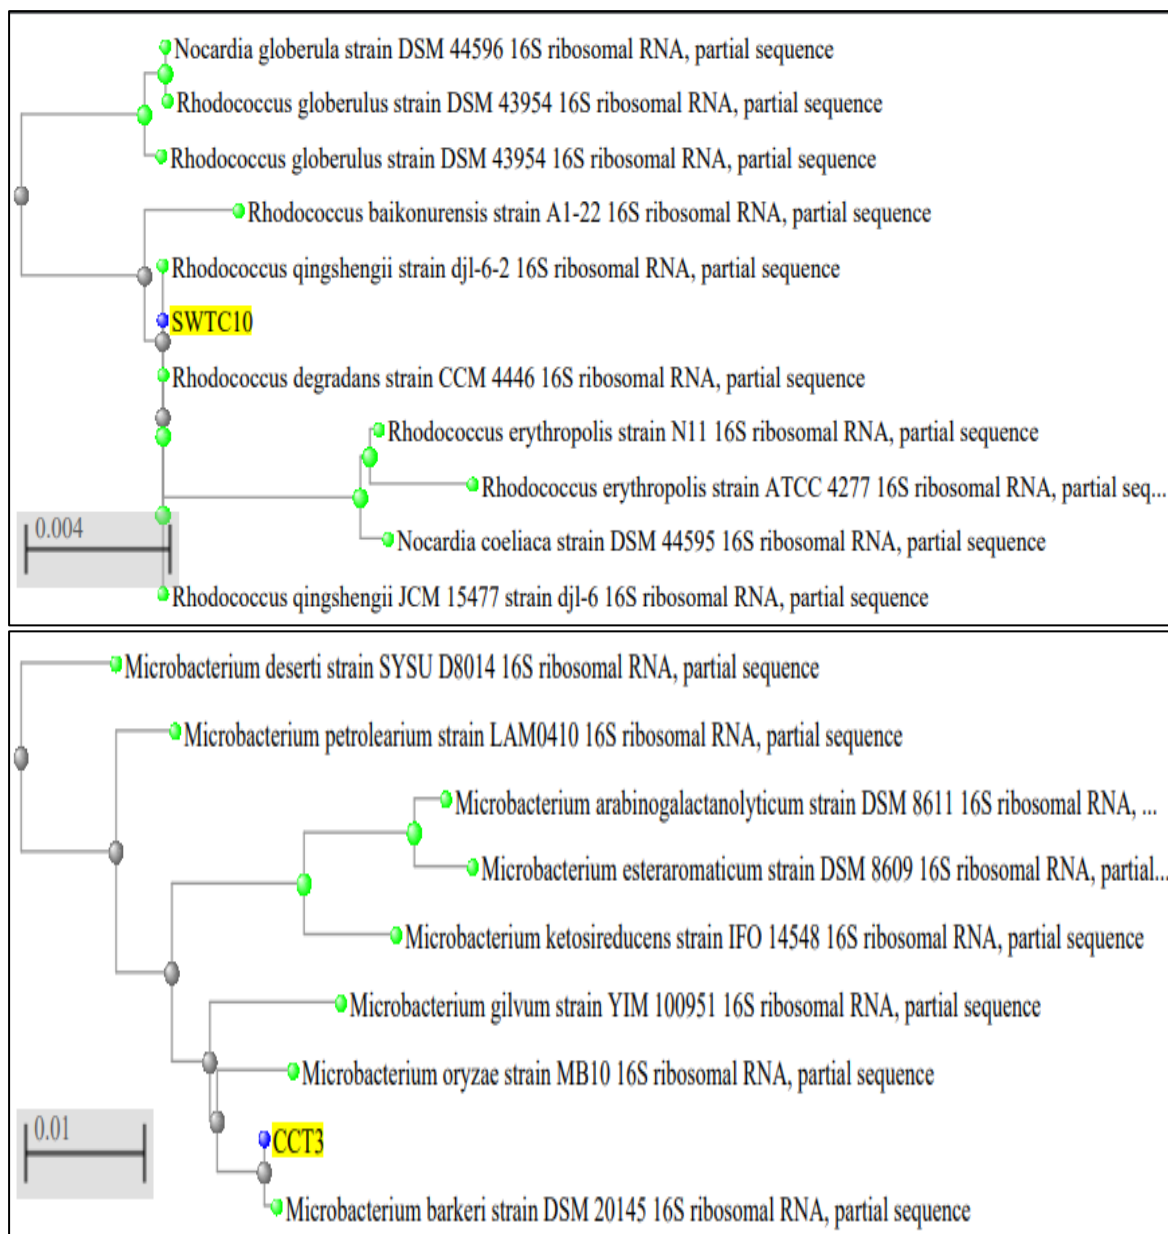 Nocardia globerula strain DSM 44596 16S ribosomal RNA, partial sequence
Rhodococcus globerulus strain DSM 43954 16S ribosomal RNA, partial sequence
Rhodococcus globerulus strain DSM 43954 16S ribosomal RNA, partial sequence
Rhodococcus baikonurensis strain A1-22 16S ribosomal RNA, partial sequence
Rhodococcus qingshengii strain djl-6-2 16S ribosomal RNA, partial sequence
SWTC10
Rhodococcus degradans strain CCM 4446 16S ribosomal RNA, partial sequence
Rhodococcus erythropolis strain N11 16S ribosomal RNA, partial sequence
Rhodococcus erythropolis strain ATCC 4277 16S ribosomal RNA, partial seq...
0.004
Nocardia coeliaca strain DSM 44595 16S ribosomal RNA, partial sequence
Rhodococcus qingshengii JCM 15477 strain djl-6 16S ribosomal RNA, partial sequence
Microbacterium deserti strain SYSU D8014 16S ribosomal RNA, partial sequence
Microbacterium petrolearium strain LAM0410 16S ribosomal RNA, partial sequence
Microbacterium arabinogalactanolyticum strain DSM 8611 16S ribosomal RNA, ...
Microbacterium esteraromaticum strain DSM 8609 16S ribosomal RNA, partial...
Microbacterium ketosireducens strain IFO 14548 16S ribosomal RNA, partial sequence
Microbacterium gilvum strain YIM 100951 16S ribosomal RNA, partial sequence
Microbacterium oryzae strain MB10 16S ribosomal RNA, partial sequence
0.01
CCT3
Microbacterium barkeri strain DSM 20145 16S ribosomal RNA, partial sequence